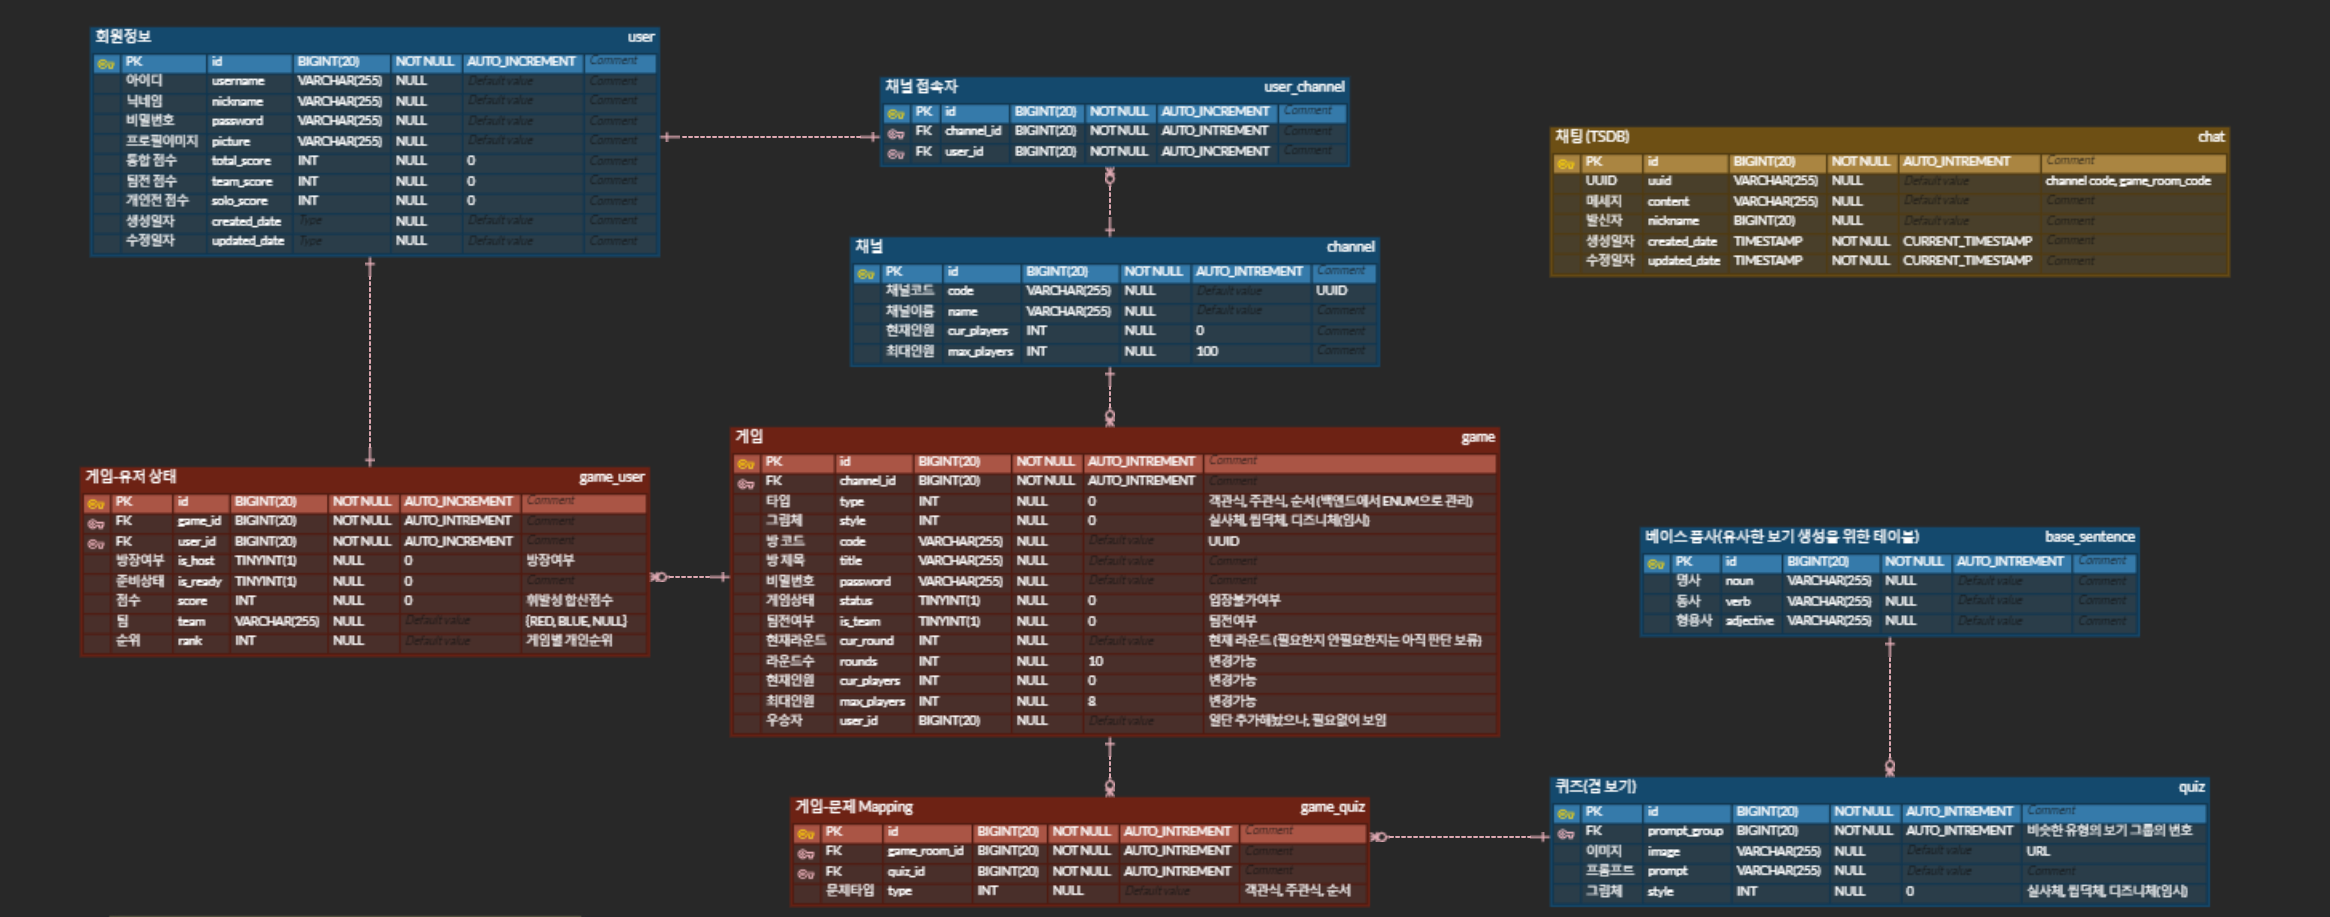 회원정보 user
PK id BIGINT(20) NOT NULL AUTO_INCREMENT Comment
아이디 username VARCHAR(255) NULL Default value Comment
닉네임 nickname VARCHAR(255) NULL Default value Comment
비밀번호 password VARCHAR(255) NULL Default value Comment
프로필이미지 picture VARCHAR(255) NULL Default value Comment
통합 점수 total_score INT NULL 0 Comment
팀전 점수 team_score INT NULL 0 Comment
개인전 점수 solo_score INT NULL 0 Comment
생성일자 created_date Type NULL Default value Comment
수정일자 updated_date Type NULL Default value Comment
채널 접속자 user_channel
PK id BIGINT(20) NOT NULL AUTO_INCREMENT Comment
FK channel_id BIGINT(20) NOT NULL AUTO_INTREMENT Comment
FK user_id BIGINT(20) NOT NULL AUTO_INCREMENT Comment
채팅 (TSDB) chat
PK id BIGINT(20) NOT NULL AUTO_INTREMENT Comment
UUID uuid VARCHAR(255) NULL Default value channel code, game_room_code
메세지 content VARCHAR(255) NULL Default value Comment
발신자 nickname BIGINT(20) NULL Default value Comment
생성일자 created_date TIMESTAMP NOT NULL CURRENT_TIMESTAMP Comment
수정일자 updated_date TIMESTAMP NOT NULL CURRENT_TIMESTAMP Comment
채널 channel
PK id BIGINT(20) NOT NULL AUTO_INTREMENT Comment
채널코드 code VARCHAR(255) NULL Default value UUID
채널이름 name VARCHAR(255) NULL Default value Comment
현재인원 cur_players INT NULL 0 Comment
최대인원 max_players INT NULL 100 Comment
게임-유저 상태 game_user
PK id BIGINT(20) NOT NULL AUTO_INCREMENT Comment
FK game_id BIGINT(20) NOT NULL AUTO_INTREMENT Comment
FK user_id BIGINT(20) NOT NULL AUTO_INCREMENT Comment
방장여부 is_host TINYINT(1) NULL 0 방장여부
준비상태 is_ready TINYINT(1) NULL 0 Comment
점수 score INT NULL 0 휘발성 합산점수
팀 team VARCHAR(255) NULL Default value {RED, BLUE, NULL}
순위 rank INT NULL Default value 게임별 개인순위
게임 game
PK id BIGINT(20) NOT NULL AUTO_INTREMENT Comment
FK channel_id BIGINT(20) NOT NULL AUTO_INTREMENT Comment
타입 type INT NULL 0 객관식, 주관식, 순서 (백엔드에서 ENUM으로 관리)
그림체 style INT NULL 0 실사체, 찜덕체, 디즈니체(임시)
방 코드 code VARCHAR(255) NULL Default value UUID
방 제목 title VARCHAR(255) NULL Default value Comment
비밀번호 password VARCHAR(255) NULL Default value Comment
게임상태 status TINYINT(1) NULL 0 입장불가여부
팀전여부 is_team TINYINT(1) NULL 0 팀전여부
현재라운드 cur_round INT NULL Default value 현재 라운드 (필요한지 안필요한지는 아직 판단 보류)
라운드수 rounds INT NULL 10 변경가능
현재인원 cur_players INT NULL 0 변경가능
최대인원 max_players INT NULL 8 변경가능
우승자 user_id BIGINT(20) NULL Default value 일단 추가해놨으나, 필요없어 보임
베이스 품사(유사한 보기 생성을 위한 테이블) base_sentence
PK id BIGINT(20) NOT NULL AUTO_INTREMENT Comment
명사 noun VARCHAR(255) NULL Default value Comment
동사 verb VARCHAR(255) NULL Default value Comment
형용사 adjective VARCHAR(255) NULL Default value Comment
게임-문제 Mapping game_quiz
PK id BIGINT(20) NOT NULL AUTO_INTREMENT Comment
FK game_room_id BIGINT(20) NOT NULL AUTO_INTREMENT Comment
FK quiz_id BIGINT(20) NOT NULL AUTO_INTREMENT Comment
문제타입 type INT NULL Default value 객관식, 주관식, 순서
퀴즈(겸 보기) quiz
PK id BIGINT(20) NOT NULL AUTO_INTREMENT Comment
FK prompt_group BIGINT(20) NOT NULL AUTO_INTREMENT 비슷한 유형의 보기 그룹의 번호
이미지 image VARCHAR(255) NULL Default value URL
프롬프트 prompt VARCHAR(255) NULL Default value Comment
그림체 style INT NULL 0 실사체, 찜덕체, 디즈니체(임시)